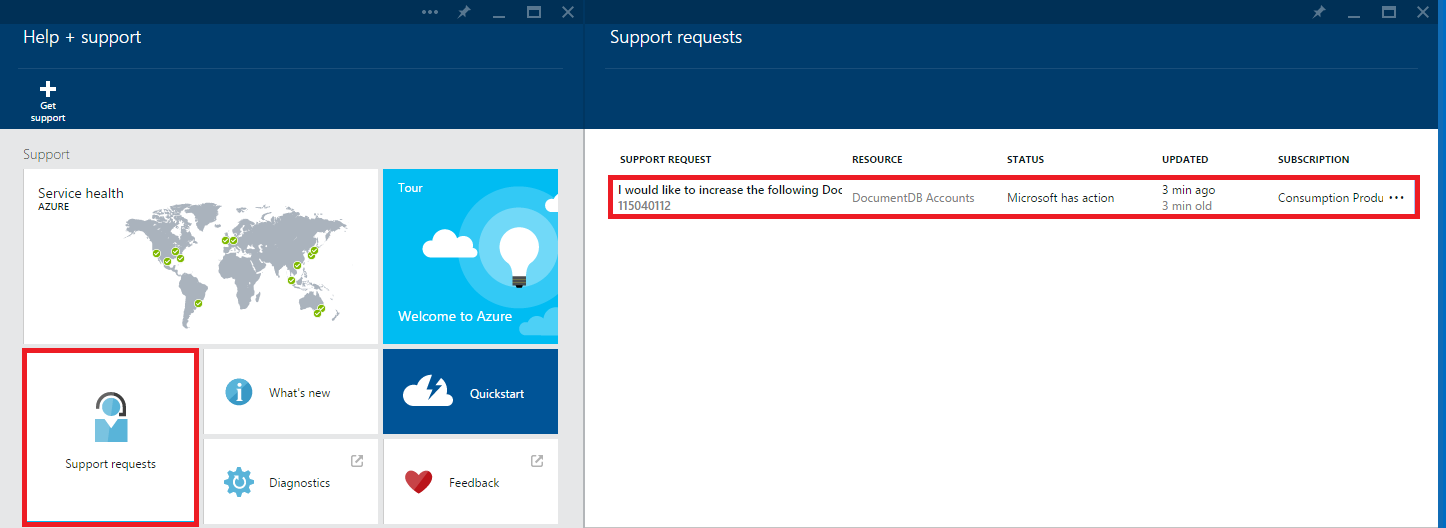 Help + support
Get
support
Support
Service health
AZURE
Tour
Welcome to Azure
Support requests
What's new
Quickstart
Diagnostics
Feedback
Support requests
SUPPORT REQUEST RESOURCE STATUS UPDATED SUBSCRIPTION
I would like to increase the following Doc
115040112
DocumentDB Accounts
Microsoft has action
3 min ago
3 min old
Consumption Produ